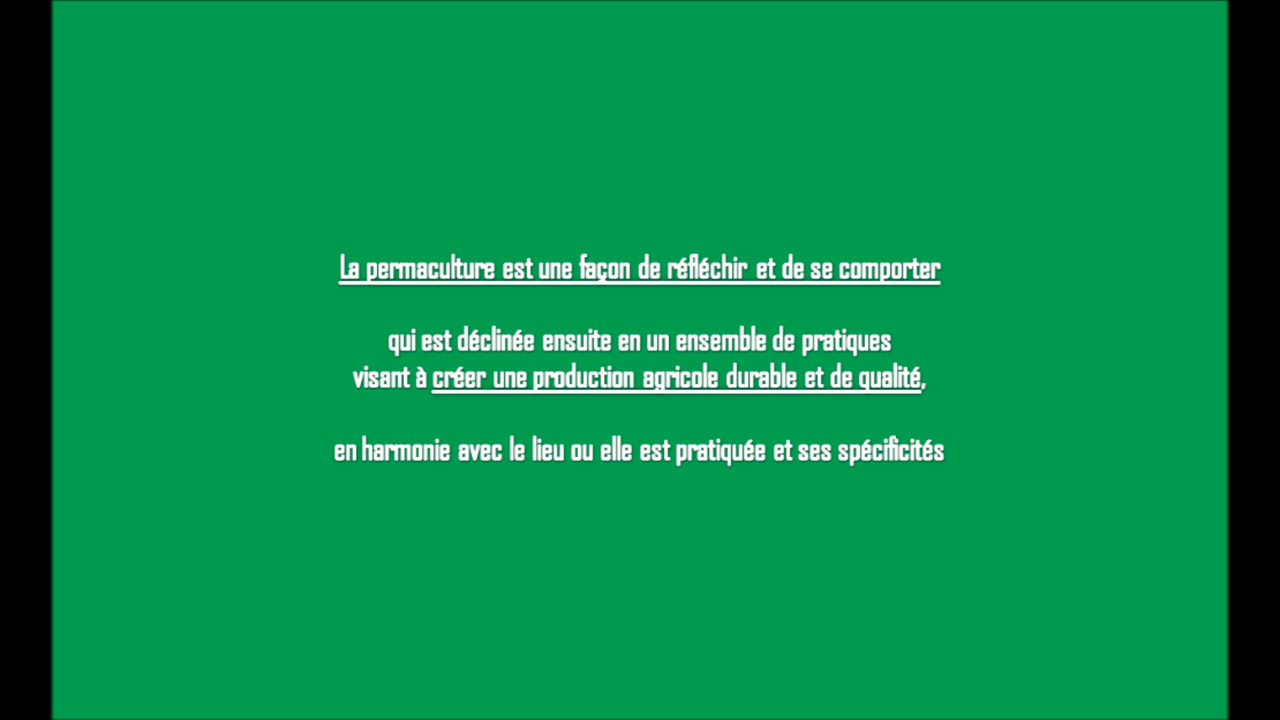 La permaculture est une façon de réfléchir et de se comporter
qui est déclinée ensuite en un ensemble de pratiques
visant à créer une production agricole durable et de qualité,
en harmonie avec le lieu ou elle est pratiquée et ses spécificités